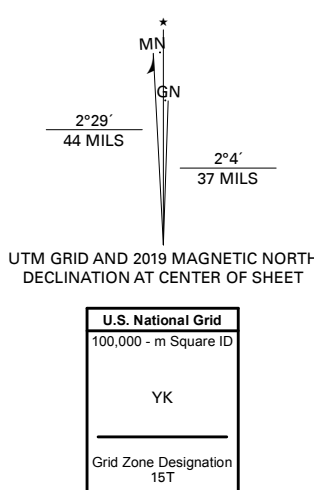 ★
MN
GN
2°29´
44 MILS
2°4´
37 MILS
UTM GRID AND 2019 MAGNETIC NORTH
DECLINATION AT CENTER OF SHEET
U.S. National Grid
100,000 - m Square ID
YK
Grid Zone Designation
15T